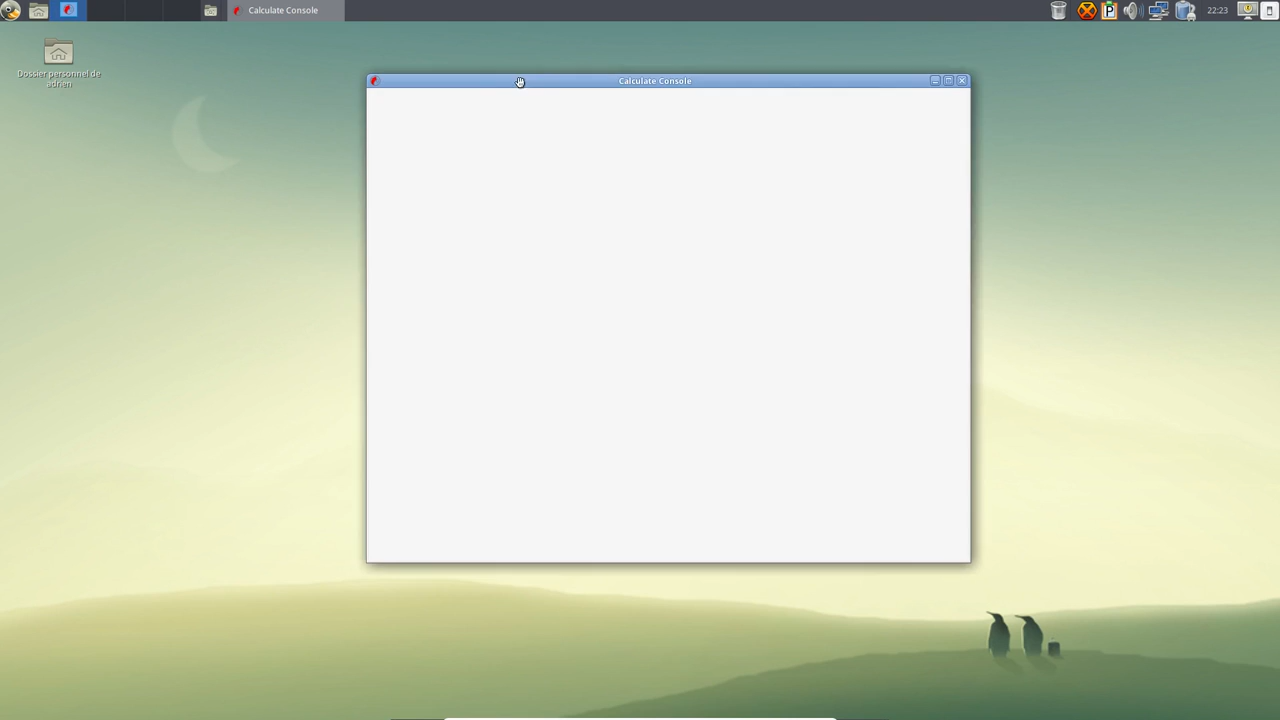 Calculate Console
22:23
Dossier personnel de
adrien
Calculate Console
P